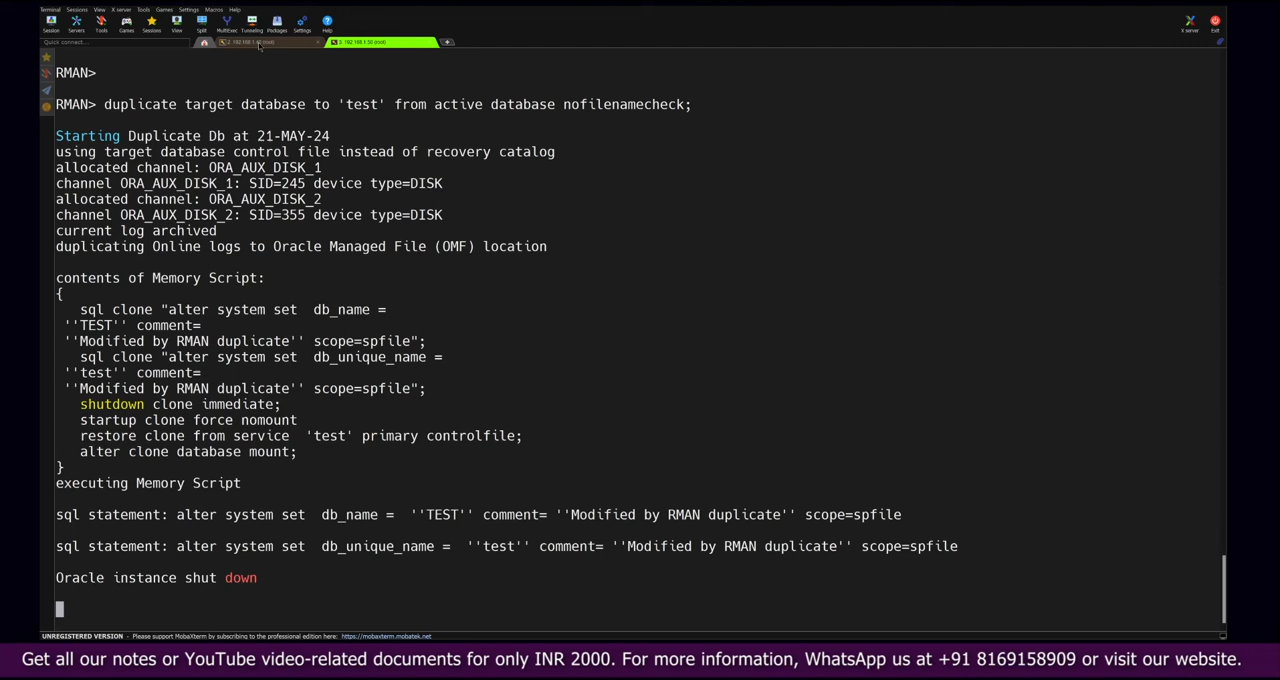 Terminal Sessions View X server Tools Games Settings Macros Help
Session Servers Tools Games Sessions View Split MultiExec Tunneling Packages Settings Help X server Exit
Quick connect... 3. 192.168.1.50 (root)
RMAN>
RMAN> duplicate target database to 'test' from active database nofilenamecheck;
Starting Duplicate Db at 21-MAY-24
using target database control file instead of recovery catalog
allocated channel: ORA_AUX_DISK_1
channel ORA_AUX_DISK_1: SID=245 device type=DISK
allocated channel: ORA_AUX_DISK_2
channel ORA_AUX_DISK_2: SID=355 device type=DISK
current log archived
duplicating Online logs to Oracle Managed File (OMF) location
contents of Memory Script:
{
sql clone "alter system set  db_name =
''TEST'' comment=
''Modified by RMAN duplicate'' scope=spfile";
sql clone "alter system set  db_unique_name =
''test'' comment=
''Modified by RMAN duplicate'' scope=spfile";
shutdown clone immediate;
startup clone force nomount
restore clone from service  'test' primary controlfile;
alter clone database mount;
}
executing Memory Script
sql statement: alter system set  db_name =  ''TEST'' comment= ''Modified by RMAN duplicate'' scope=spfile
sql statement: alter system set  db_unique_name =  ''test'' comment= ''Modified by RMAN duplicate'' scope=spfile
Oracle instance shut down
UNREGISTERED VERSION - Please support MobaXterm by subscribing to the professional edition here: https://mobaxterm.mobatek.net
Get all our notes or YouTube video-related documents for only INR 2000. For more information, WhatsApp us at +91 8169158909 or visit our website.